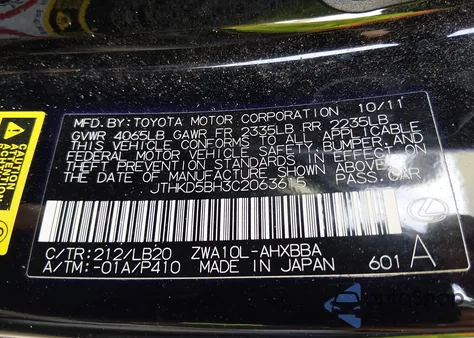 MFD. BY: TOYOTA MOTOR CORPORATION 10/11
GVWR 4065LB GAWR FR 2335LB RR 2235LB
THIS VEHICLE CONFORMS TO ALL APPLICABLE
FEDERAL MOTOR VEHICLE SAFETY, BUMPER, AND
THEFT PREVENTION STANDARDS IN EFFECT ON
THE DATE OF MANUFACTURE SHOWN ABOVE.
JTHKD5BH3C2063615 PASS. CAR
C/TR: 212/LB20 ZWA10L-AHXBBA
A/TM: -01A/P410 MADE IN JAPAN 601 A